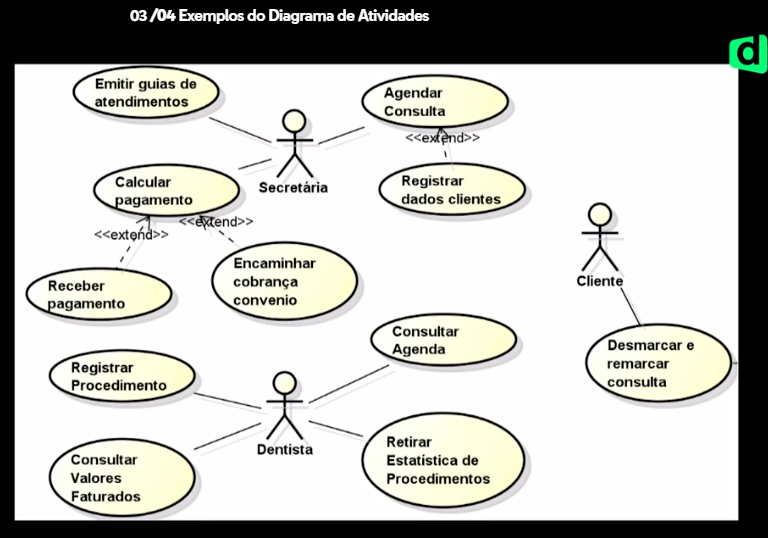 03 /04 Exemplos do Diagrama de Atividades
d
Emitir guias de
atendimentos
Agendar
Consulta
<<extend>>
Secretária
Calcular
pagamento
Registrar
dados clientes
<<extend>>
<<extend>>
Receber
pagamento
Encaminhar
cobrança
convenio
Cliente
Desmarcar e
remarcar
consulta
Consultar
Agenda
Registrar
Procedimento
Dentista
Consultar
Valores
Faturados
Retirar
Estatística de
Procedimentos